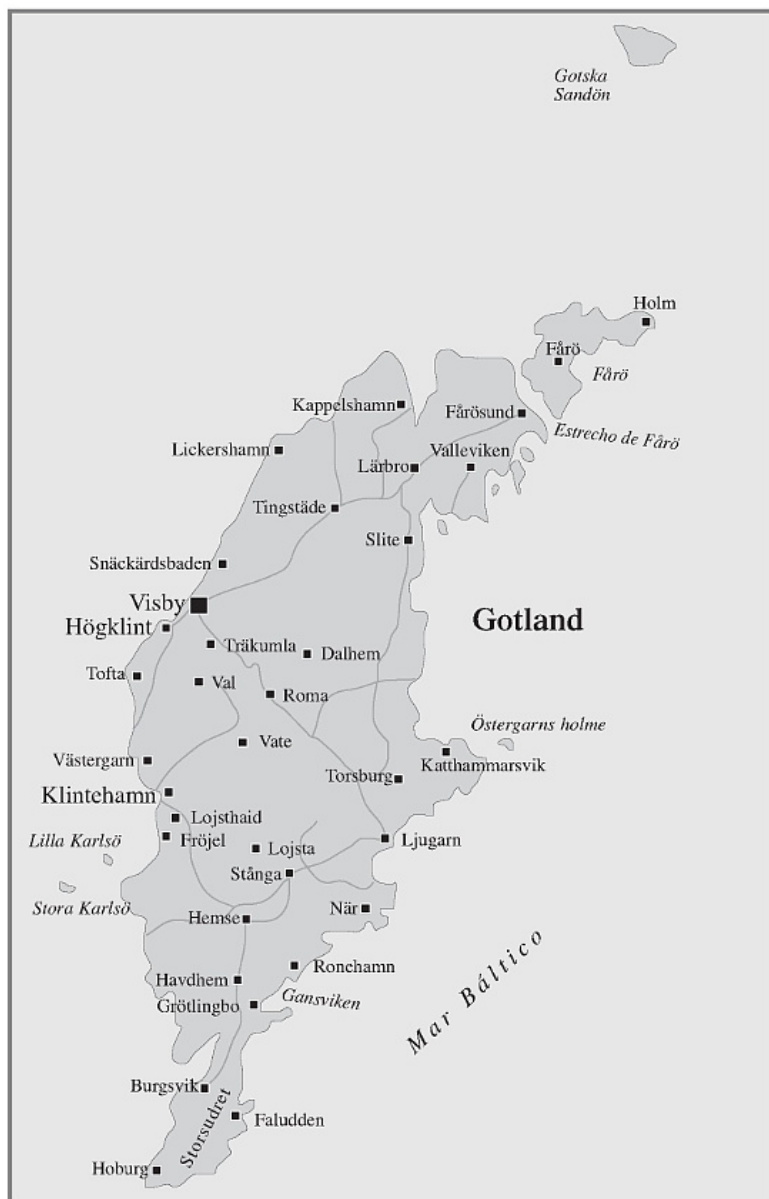 Gotska
Sandön
Holm
Fårö
Fårö
Kappelshamn
Fårösund
Estrecho de Fårö
Lickershamn
Valleviken
Lärbro
Tingstäde
Slite
Snäckärdsbaden
Visby
Högklint
Gotland
Träkumla
Dalhem
Tofta
Val
Roma
Östergarns holme
Vate
Västergarn
Katthammarsvik
Torsburg
Klintehamn
Lojsthaid
Lilla Karlsö
Fröjel
Ljugarn
Lojsta
Stånga
Stora Karlsö
När
Hemse
Mar Báltico
Ronehamn
Havdhem
Gansviken
Grötlingbo
Burgsvik
Storsudret
Faludden
Hoburg